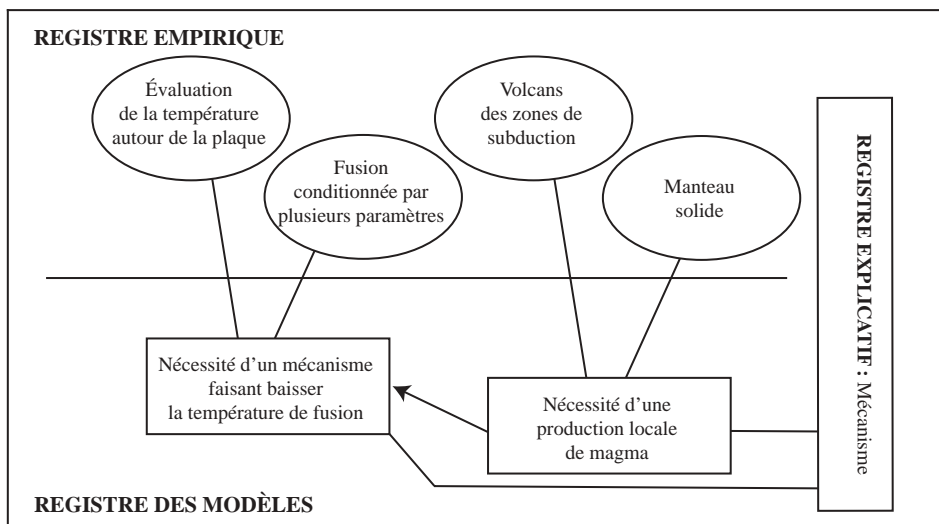 REGISTRE EMPIRIQUE
Évaluation
de la température
autour de la plaque
Fusion
conditionnée par
plusieurs paramètres
Volcans
des zones de
subduction
Manteau
solide
REGISTRE EXPLICATIF : Mécanisme
Nécessité d’un mécanisme
faisant baisser
la température de fusion
Nécessité d’une
production locale
de magma
REGISTRE DES MODÈLES